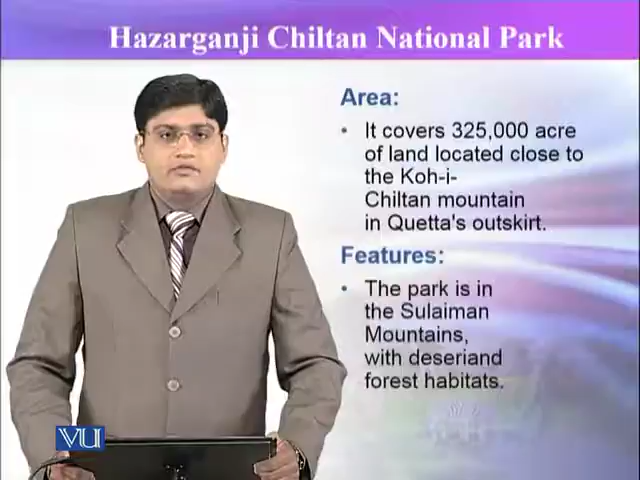 Hazarganji Chiltan National Park
Area:
• It covers 325,000 acre
of land located close to
the Koh-i-
Chiltan mountain
in Quetta's outskirt.
Features:
• The park is in
the Sulaiman
Mountains,
with deseriand
forest habitats.
VU